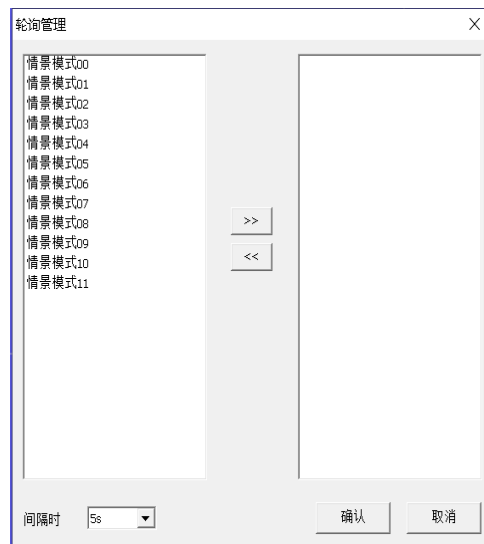 轮询管理
情景模式00
情景模式01
情景模式02
情景模式03
情景模式04
情景模式05
情景模式06
情景模式07
情景模式08
情景模式09
情景模式10
情景模式11
>>
<<
间隔时 5s
确认 取消